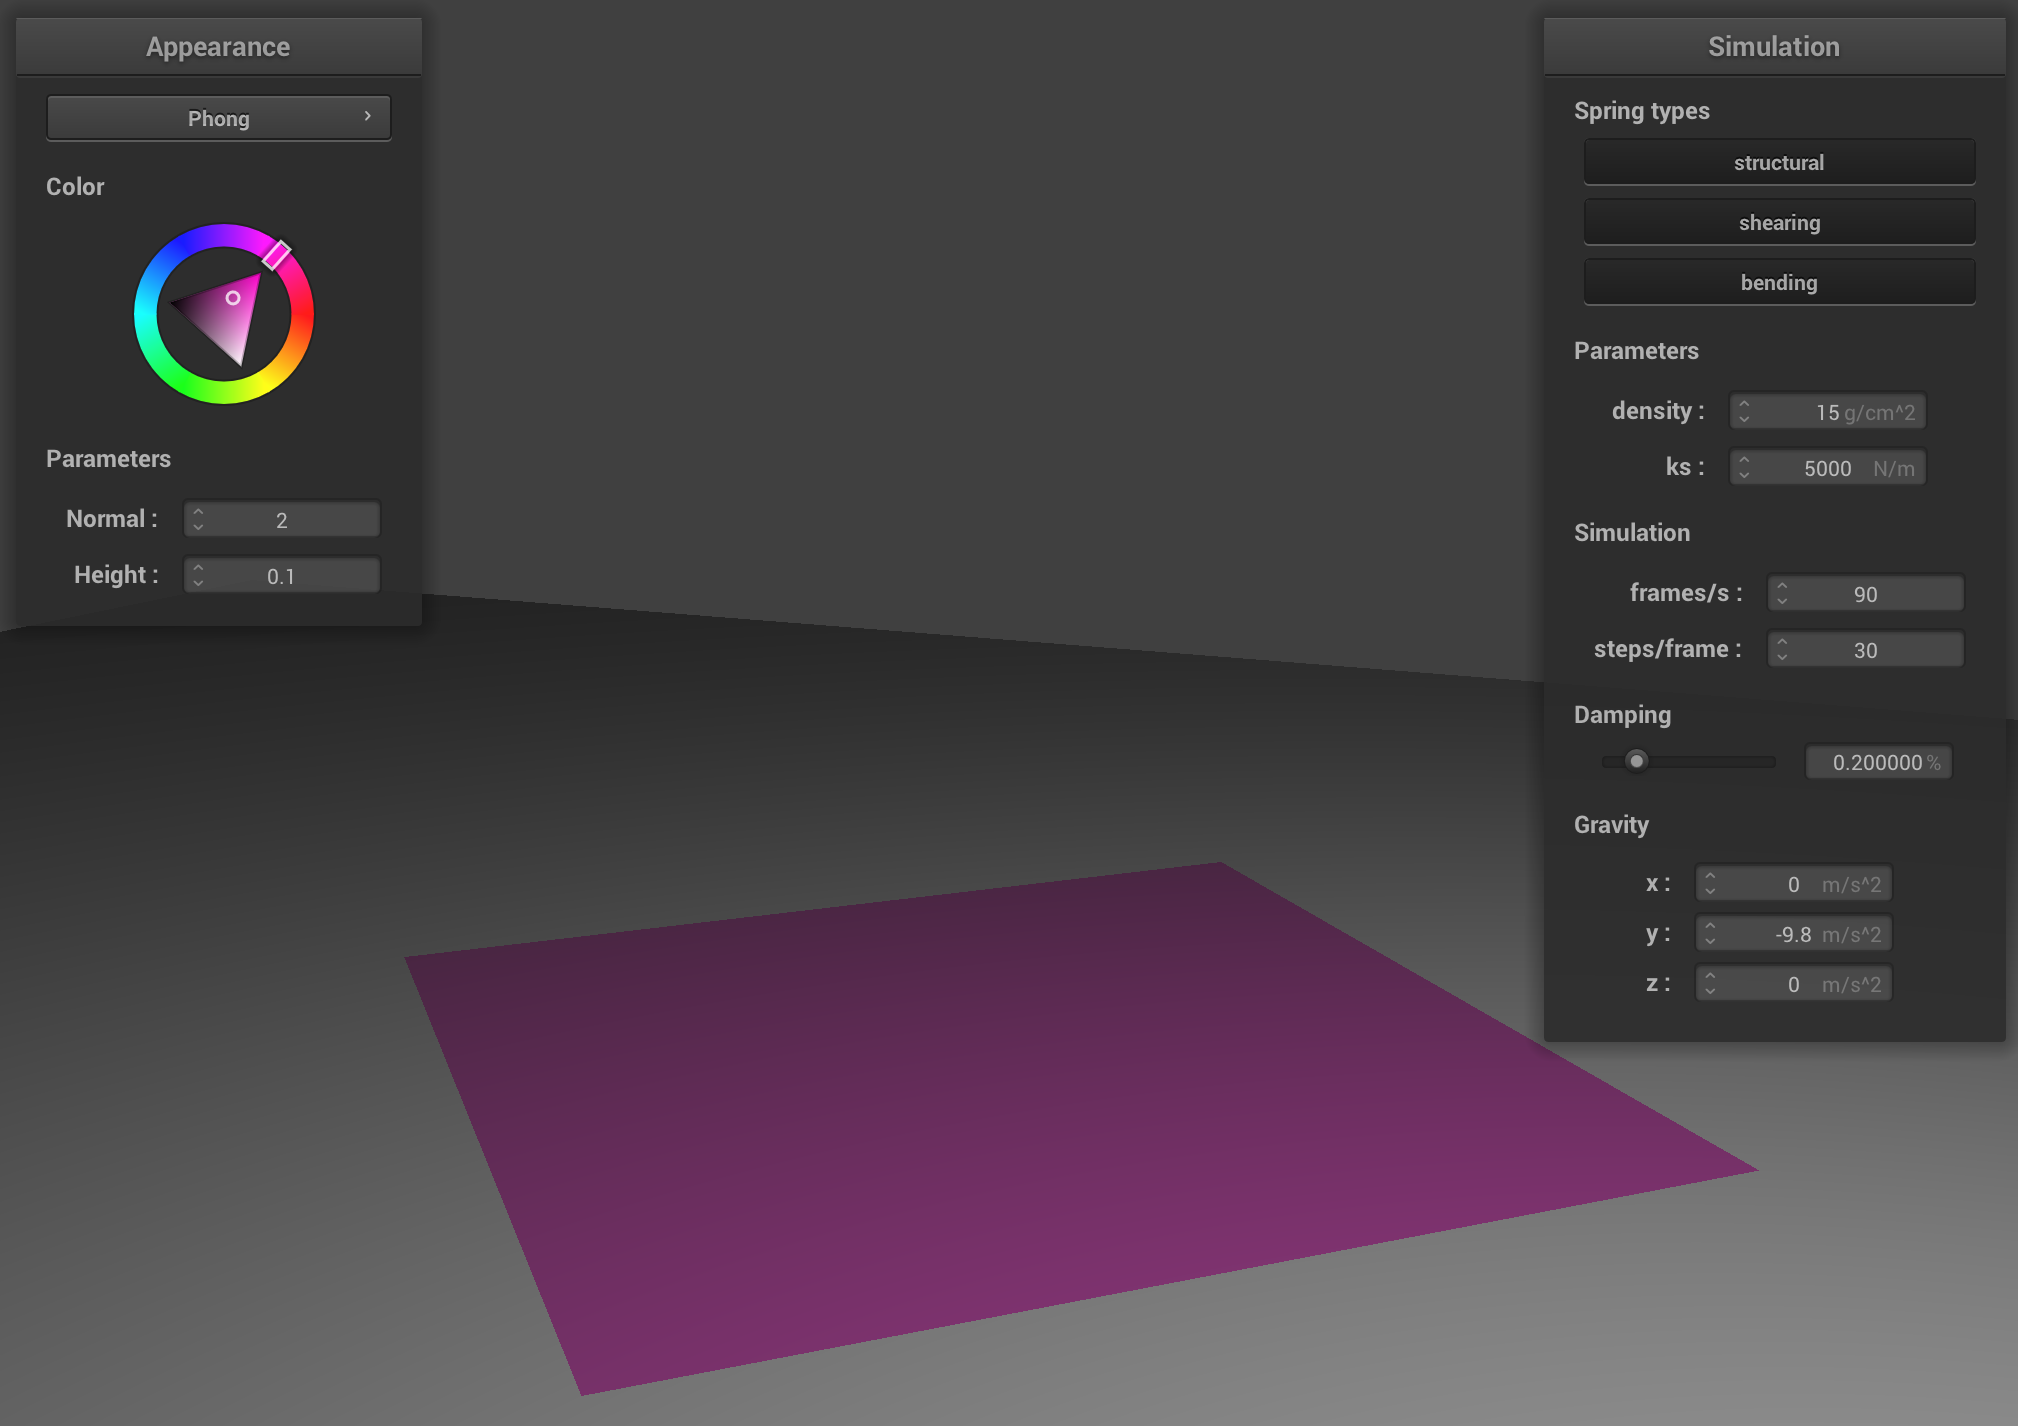 Appearance
Phong
Color
Parameters
Normal : 2
Height : 0.1
Simulation
Spring types
structural
shearing
bending
Parameters
density : 15 g/cm^2
ks : 5000 N/m
Simulation
frames/s : 90
steps/frame : 30
Damping
0.200000 %
Gravity
x : 0 m/s^2
y : -9.8 m/s^2
z : 0 m/s^2